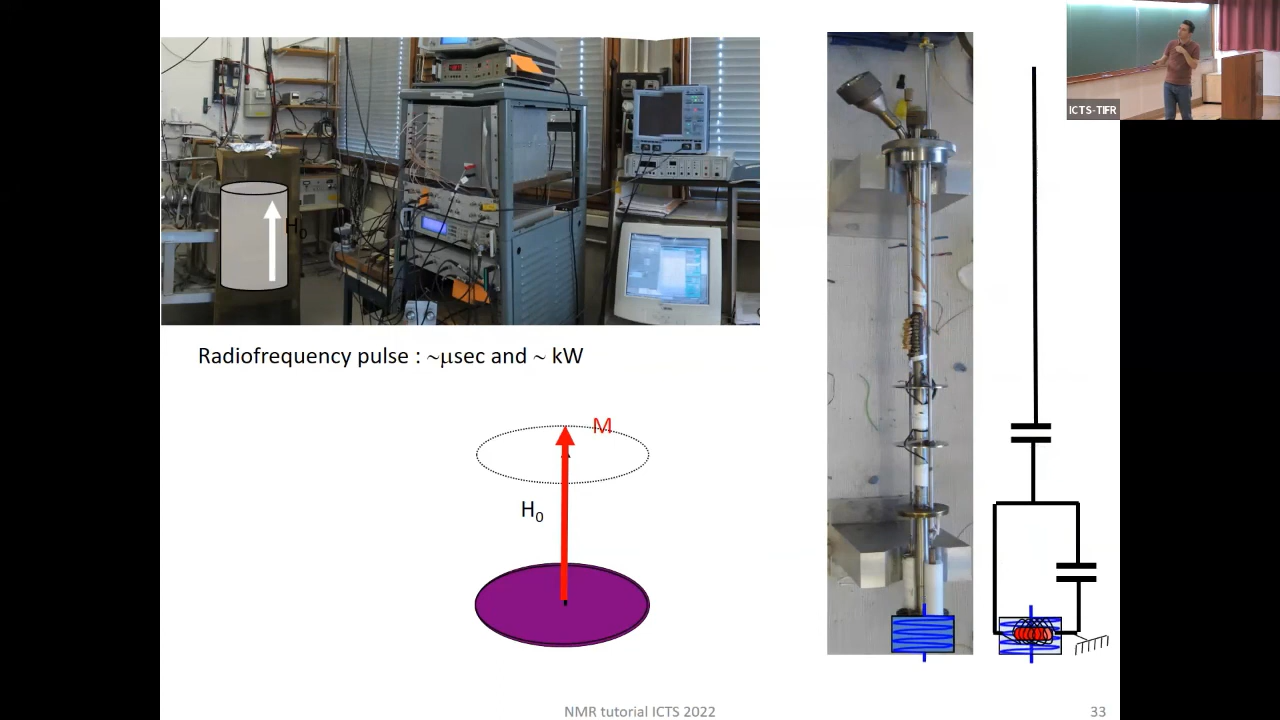 ICTS-TIFR
H₀
Radiofrequency pulse : ~μsec and ~ kW
M
H₀
NMR tutorial ICTS 2022
33